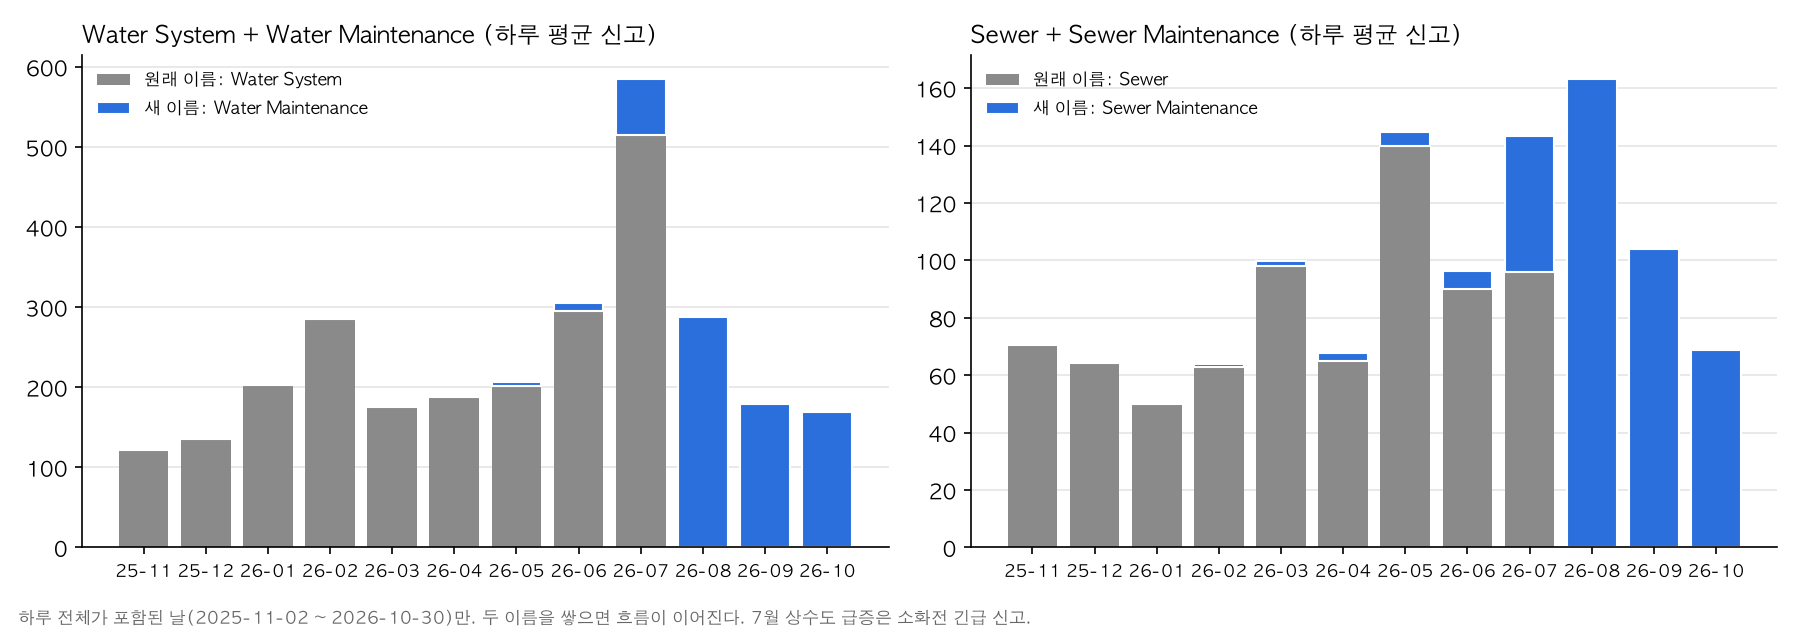 Water System + Water Maintenance (하루 평균 신고)
600
500
400
300
200
100
0
원래 이름: Water System
새 이름: Water Maintenance
25-11 25-12 26-01 26-02 26-03 26-04 26-05 26-06 26-07 26-08 26-09 26-10
Sewer + Sewer Maintenance (하루 평균 신고)
160
140
120
100
80
60
40
20
0
원래 이름: Sewer
새 이름: Sewer Maintenance
25-11 25-12 26-01 26-02 26-03 26-04 26-05 26-06 26-07 26-08 26-09 26-10
하루 전체가 포함된 날(2025-11-02 ~ 2026-10-30)만. 두 이름을 쌓으면 흐름이 이어진다. 7월 상수도 급증은 소화전 긴급 신고.